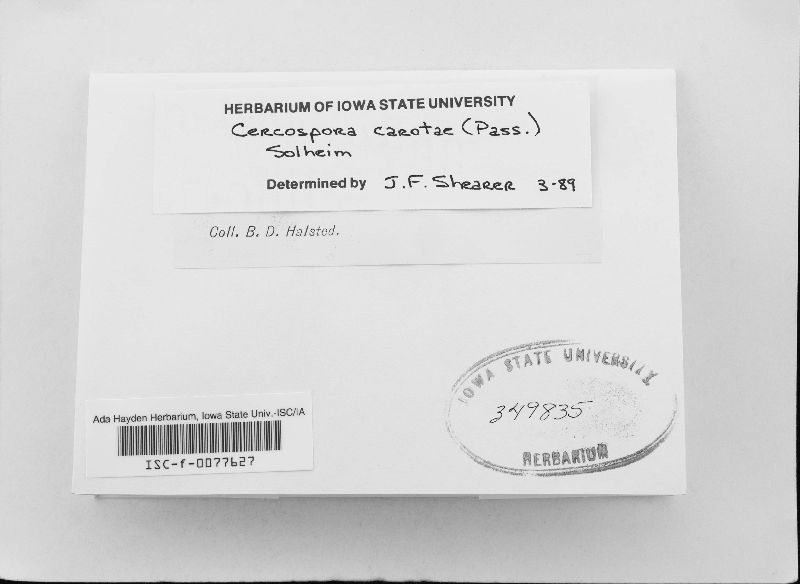 HERBARIUM OF IOWA STATE UNIVERSITY
Cercospora carotae (Pass.)
Solheim
Determined by J. F. Shearer 3-89
Coll. B. D. Halsted.
IOWA STATE UNIVERSITY
349835
HERBARIUM
Ada Hayden Herbarium, Iowa State Univ.-ISC/IA
ISC-f-0077627